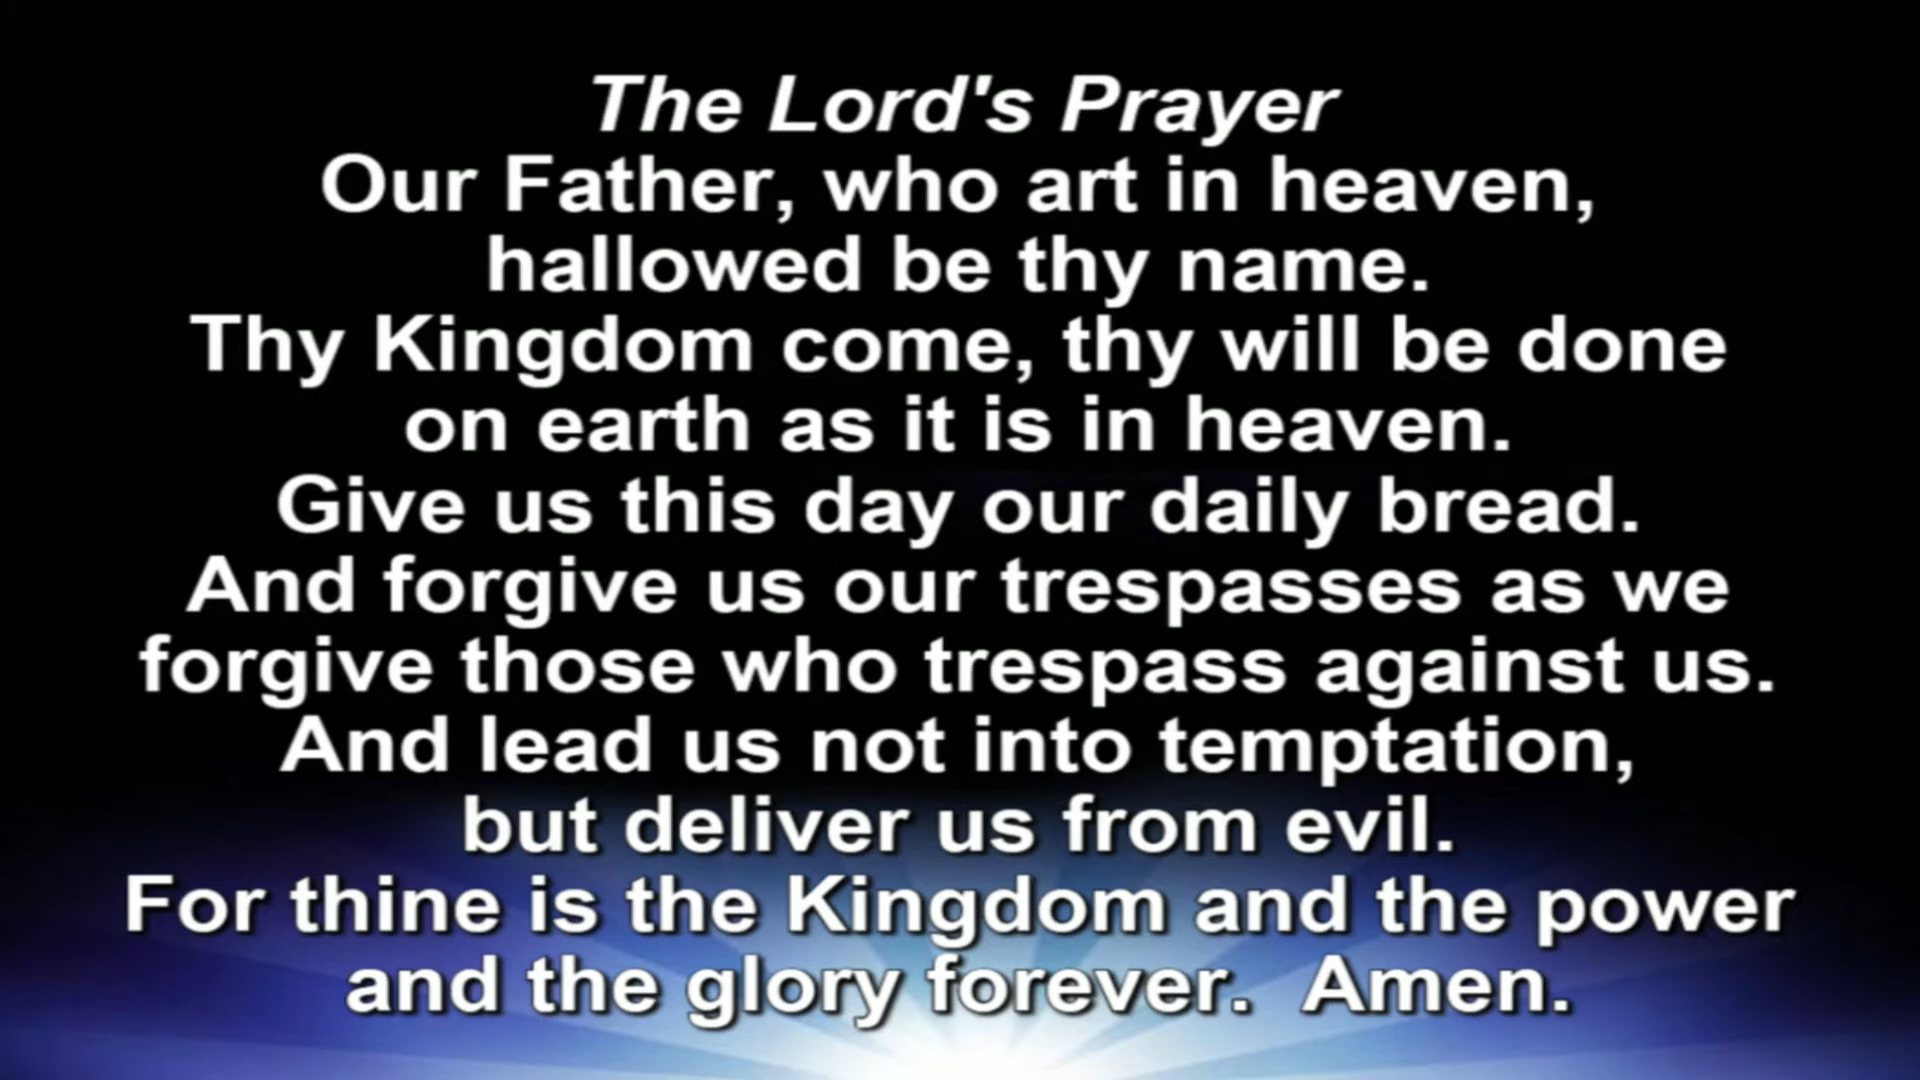 The Lord's Prayer
Our Father, who art in heaven,
hallowed be thy name.
Thy Kingdom come, thy will be done
on earth as it is in heaven.
Give us this day our daily bread.
And forgive us our trespasses as we
forgive those who trespass against us.
And lead us not into temptation,
but deliver us from evil.
For thine is the Kingdom and the power
and the glory forever.  Amen.